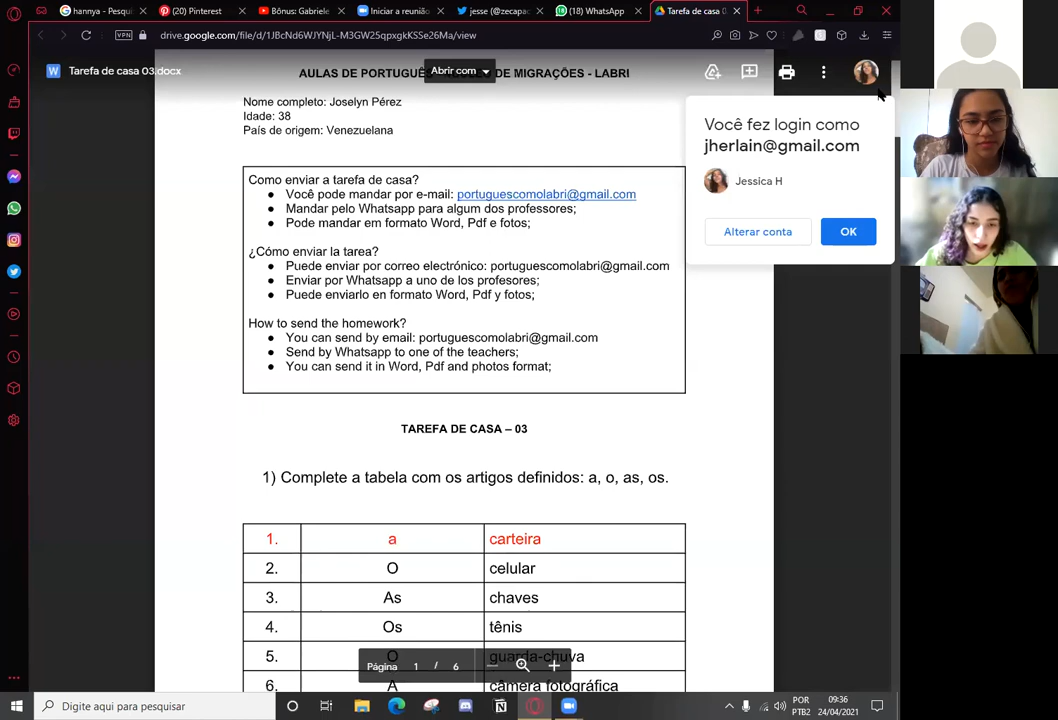 hannya - Pesqui
(20) Pinterest
Bônus: Gabriele
Iniciar a reunião
jesse (@zecapac
(18) WhatsApp
Tarefa de casa 0
VPN
drive.google.com/file/d/1JBcNd6WJYNjL-M3GW25qpxgkKSSe26Ma/view
W Tarefa de casa 03.docx
Abrir com
AULAS DE PORTUGUÊS DE MIGRAÇÕES - LABRI
Nome completo: Joselyn Pérez
Idade: 38
País de origem: Venezuelana
Você fez login como
jherlain@gmail.com
Jessica H
Alterar conta
OK
Como enviar a tarefa de casa?
● Você pode mandar por e-mail: portuguescomolabri@gmail.com
● Mandar pelo Whatsapp para algum dos professores;
● Pode mandar em formato Word, Pdf e fotos;
¿Cómo enviar la tarea?
● Puede enviar por correo electrónico: portuguescomolabri@gmail.com
● Enviar por Whatsapp a uno de los profesores;
● Puede enviarlo en formato Word, Pdf y fotos;
How to send the homework?
● You can send by email: portuguescomolabri@gmail.com
● Send by Whatsapp to one of the teachers;
● You can send it in Word, Pdf and photos format;
TAREFA DE CASA – 03
1) Complete a tabela com os artigos definidos: a, o, as, os.
1. a carteira
2. O celular
3. As chaves
4. Os tênis
5. O guarda-chuva
6. A câmera fotográfica
Página 1 / 6
Digite aqui para pesquisar
POR
PTB2
09:36
24/04/2021